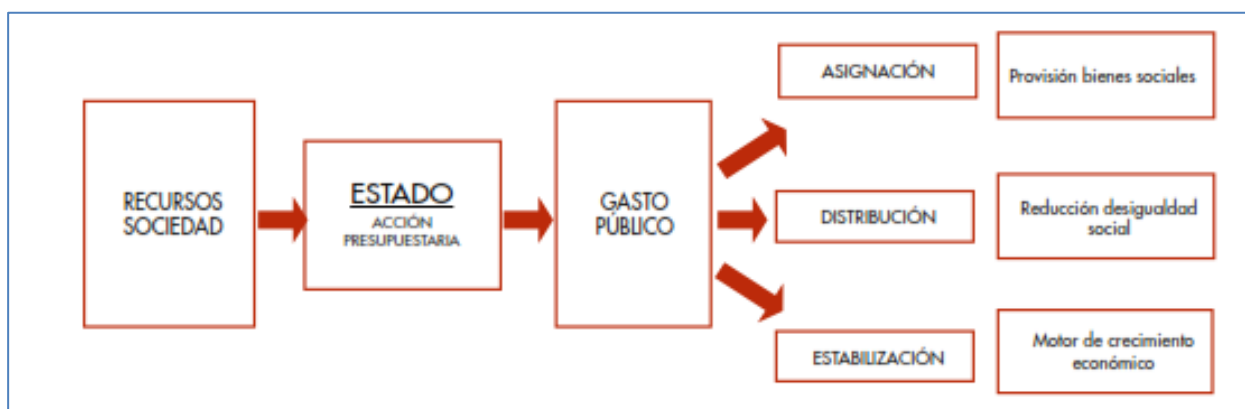 RECURSOS
SOCIEDAD
ESTADO
ACCIÓN
PRESUPUESTARIA
GASTO
PÚBLICO
ASIGNACIÓN
Provisión bienes sociales
DISTRIBUCIÓN
Reducción desigualdad
social
ESTABILIZACIÓN
Motor de crecimiento
económico